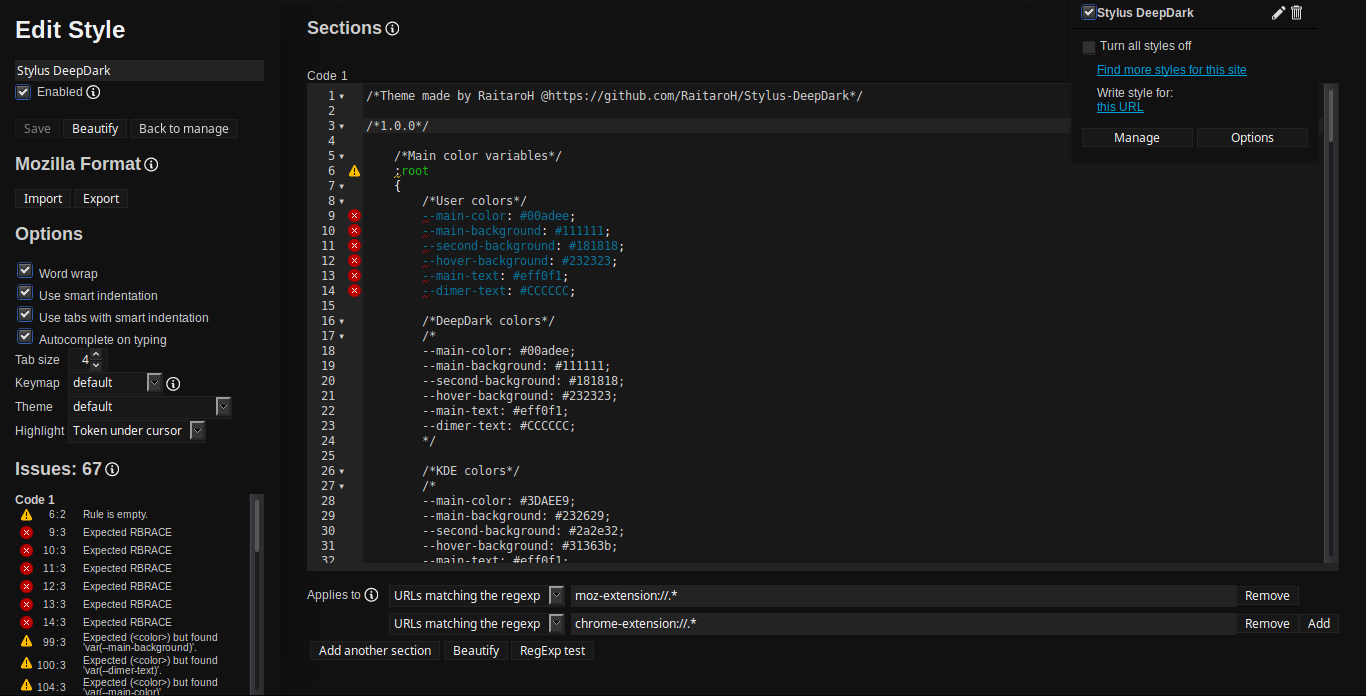 Edit Style
Stylus DeepDark
Enabled
Save Beautify Back to manage
Mozilla Format
Import Export
Options
Word wrap
Use smart indentation
Use tabs with smart indentation
Autocomplete on typing
Tab size 4
Keymap default
Theme default
Highlight Token under cursor
Issues: 67
Code 1
6:2 Rule is empty.
9:3 Expected RBRACE
10:3 Expected RBRACE
11:3 Expected RBRACE
12:3 Expected RBRACE
13:3 Expected RBRACE
14:3 Expected RBRACE
99:3 Expected (<color>) but found
'var(--main-background)'.
100:3 Expected (<color>) but found
'var(--dimer-text)'.
104:3 Expected (<color>) but found
'var(--main-color)'
Sections
Code 1
1 /*Theme made by RaitaroH @https://github.com/RaitaroH/Stylus-DeepDark*/
2
3 /*1.0.0*/
4
5 /*Main color variables*/
6 :root
7 {
8 /*User colors*/
9 --main-color: #00adee;
10 --main-background: #111111;
11 --second-background: #181818;
12 --hover-background: #232323;
13 --main-text: #eff0f1;
14 --dimer-text: #CCCCCC;
15
16 /*DeepDark colors*/
17 /*
18 --main-color: #00adee;
19 --main-background: #111111;
20 --second-background: #181818;
21 --hover-background: #232323;
22 --main-text: #eff0f1;
23 --dimer-text: #CCCCCC;
24 */
25
26 /*KDE colors*/
27 /*
28 --main-color: #3DAEE9;
29 --main-background: #232629;
30 --second-background: #2a2e32;
31 --hover-background: #31363b;
32 --main-text: #eff0f1;
Applies to URLs matching the regexp moz-extension://.* Remove
URLs matching the regexp chrome-extension://.* Remove Add
Add another section Beautify RegExp test
Stylus DeepDark
Turn all styles off
Find more styles for this site
Write style for:
this URL
Manage Options